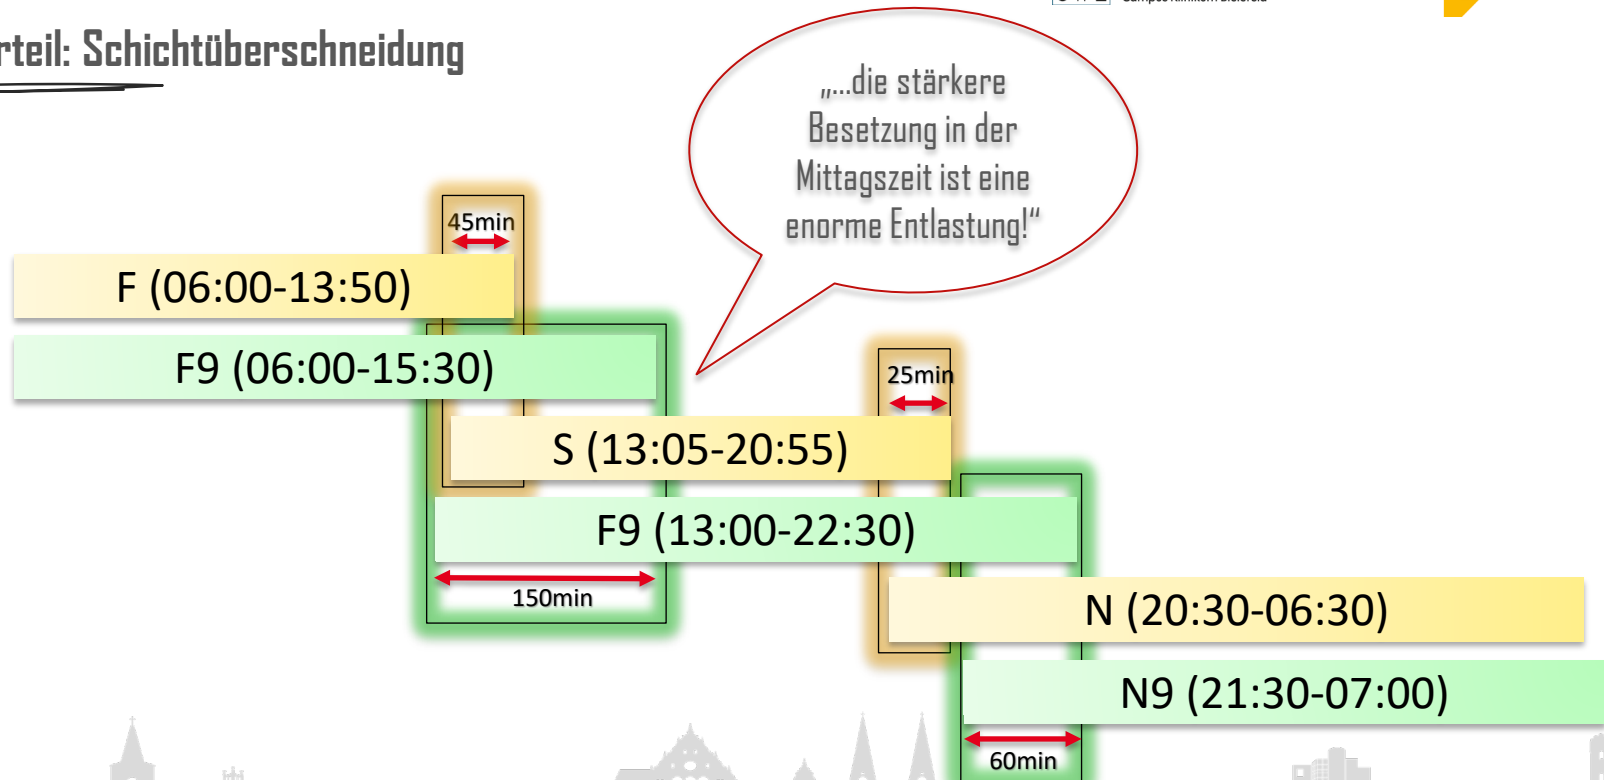 rteil: Schichtüberschneidung
„...die stärkere
Besetzung in der
Mittagszeit ist eine
enorme Entlastung!“
45min
F (06:00-13:50)
F9 (06:00-15:30)
25min
S (13:05-20:55)
F9 (13:00-22:30)
150min
N (20:30-06:30)
N9 (21:30-07:00)
60min